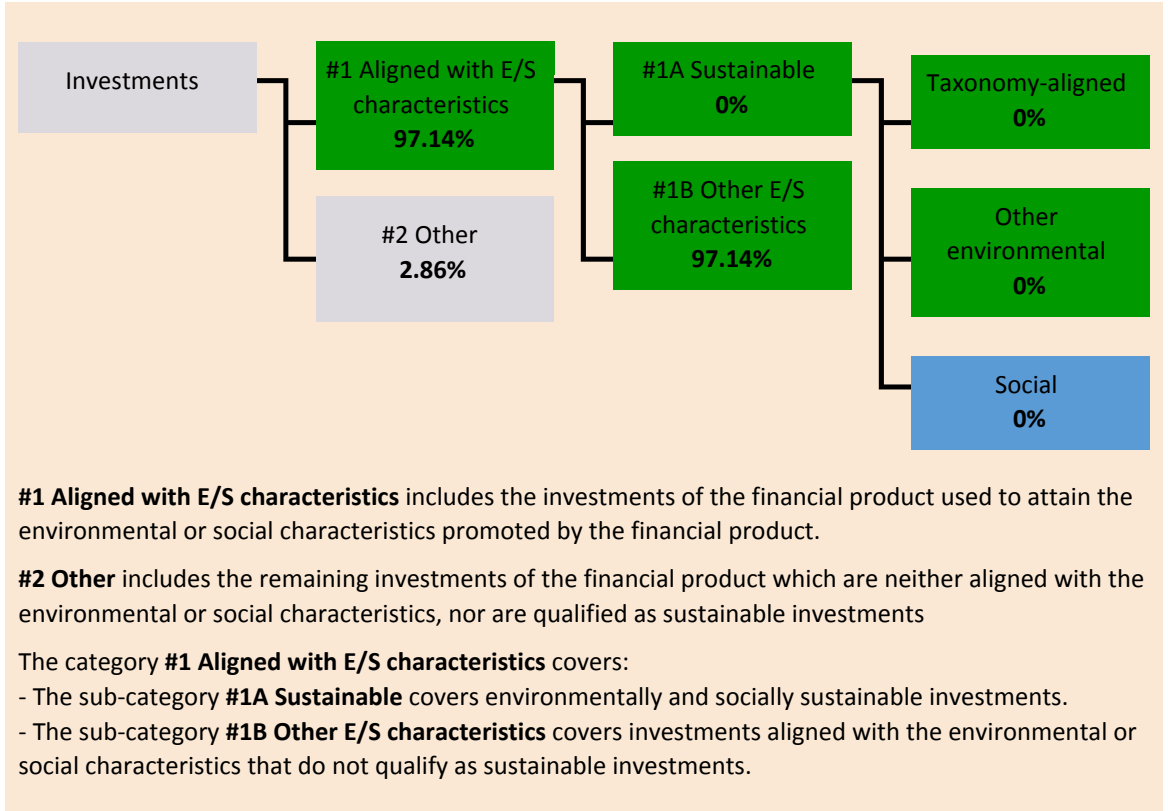 Investments
#1 Aligned with E/S
characteristics
97.14%
#2 Other
2.86%
#1A Sustainable
0%
#1B Other E/S
characteristics
97.14%
Taxonomy-aligned
0%
Other
environmental
0%
Social
0%
#1 Aligned with E/S characteristics includes the investments of the financial product used to attain the
environmental or social characteristics promoted by the financial product.
#2 Other includes the remaining investments of the financial product which are neither aligned with the
environmental or social characteristics, nor are qualified as sustainable investments
The category #1 Aligned with E/S characteristics covers:
- The sub-category #1A Sustainable covers environmentally and socially sustainable investments.
- The sub-category #1B Other E/S characteristics covers investments aligned with the environmental or
social characteristics that do not qualify as sustainable investments.